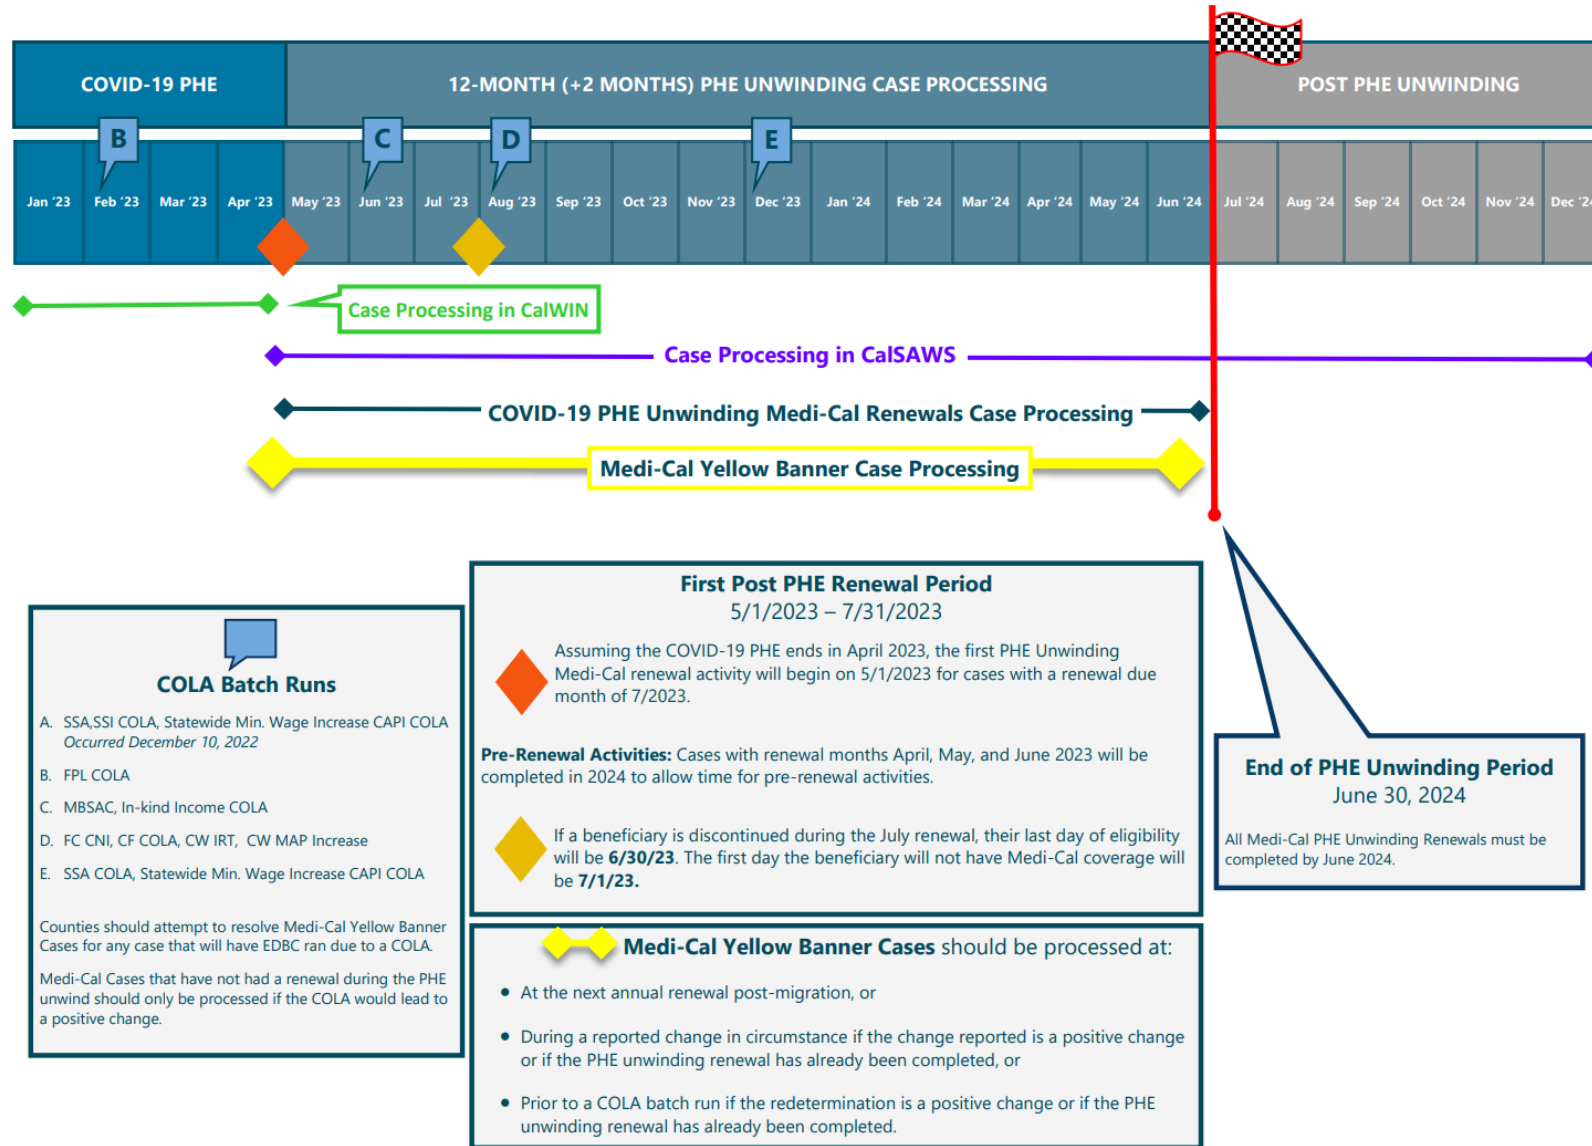 COVID-19 PHE
12-MONTH (+2 MONTHS) PHE UNWINDING CASE PROCESSING
POST PHE UNWINDING
B
C
D
E
Jan '23
Feb '23
Mar '23
Apr '23
May '23
Jun '23
Jul '23
Aug '23
Sep '23
Oct '23
Nov '23
Dec '23
Jan '24
Feb '24
Mar '24
Apr '24
May '24
Jun '24
Jul '24
Aug '24
Sep '24
Oct '24
Nov '24
Dec '24
Case Processing in CalWIN
Case Processing in CalSAWS
COVID-19 PHE Unwinding Medi-Cal Renewals Case Processing
Medi-Cal Yellow Banner Case Processing
COLA Batch Runs
A. SSA,SSI COLA, Statewide Min. Wage Increase CAPI COLA
Occurred December 10, 2022
B. FPL COLA
C. MBSAC, In-kind Income COLA
D. FC CNI, CF COLA, CW IRT, CW MAP Increase
E. SSA COLA, Statewide Min. Wage Increase CAPI COLA
Counties should attempt to resolve Medi-Cal Yellow Banner
Cases for any case that will have EDBC ran due to a COLA.
Medi-Cal Cases that have not had a renewal during the PHE
unwind should only be processed if the COLA would lead to
a positive change.
First Post PHE Renewal Period
5/1/2023 – 7/31/2023
Assuming the COVID-19 PHE ends in April 2023, the first PHE Unwinding
Medi-Cal renewal activity will begin on 5/1/2023 for cases with a renewal due
month of 7/2023.
Pre-Renewal Activities: Cases with renewal months April, May, and June 2023 will be
completed in 2024 to allow time for pre-renewal activities.
If a beneficiary is discontinued during the July renewal, their last day of eligibility
will be 6/30/23. The first day the beneficiary will not have Medi-Cal coverage will
be 7/1/23.
Medi-Cal Yellow Banner Cases should be processed at:
• At the next annual renewal post-migration, or
• During a reported change in circumstance if the change reported is a positive change
or if the PHE unwinding renewal has already been completed, or
• Prior to a COLA batch run if the redetermination is a positive change or if the PHE
unwinding renewal has already been completed.
End of PHE Unwinding Period
June 30, 2024
All Medi-Cal PHE Unwinding Renewals must be
completed by June 2024.